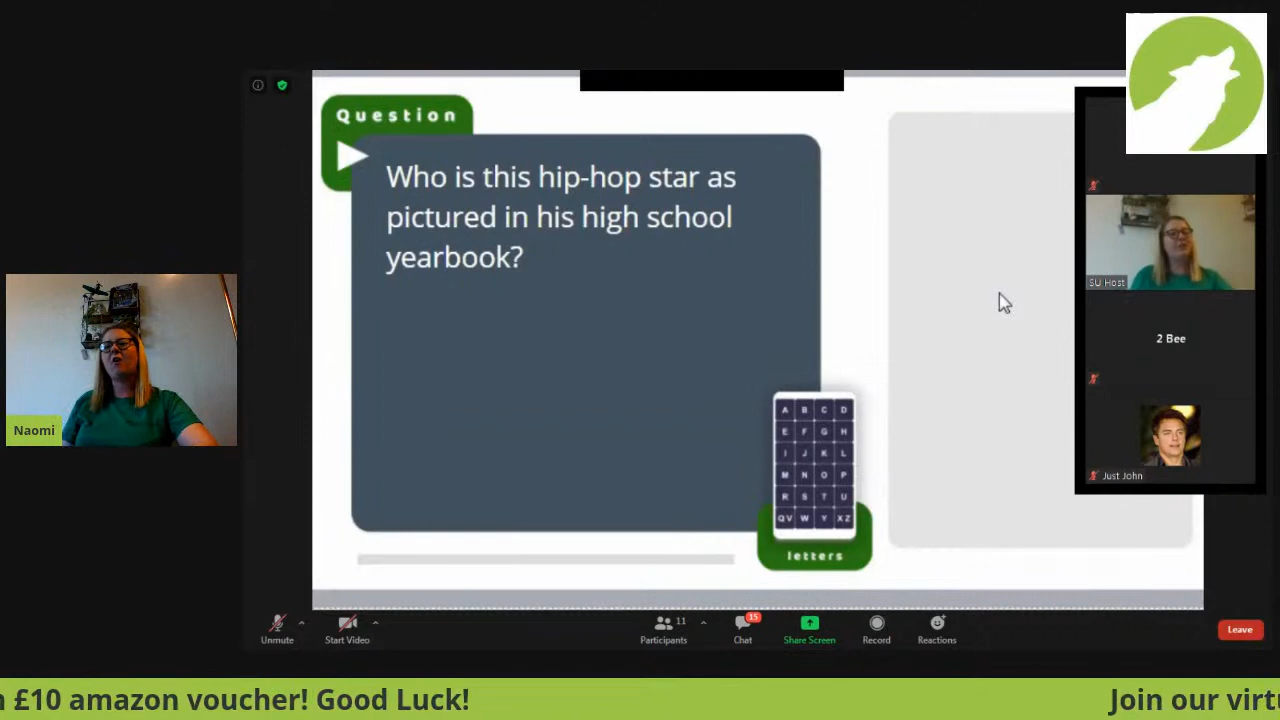 Question
Who is this hip-hop star as
pictured in his high school
yearbook?
A B C D
E F G H
I J K L
M N O P
R S T U
QV W Y XZ
letters
SU Host
2 Bee
Just John
Naomi
Unmute
Start Video
Participants
11
Chat
15
Share Screen
Record
Reactions
Leave
£10 amazon voucher! Good Luck!
Join our